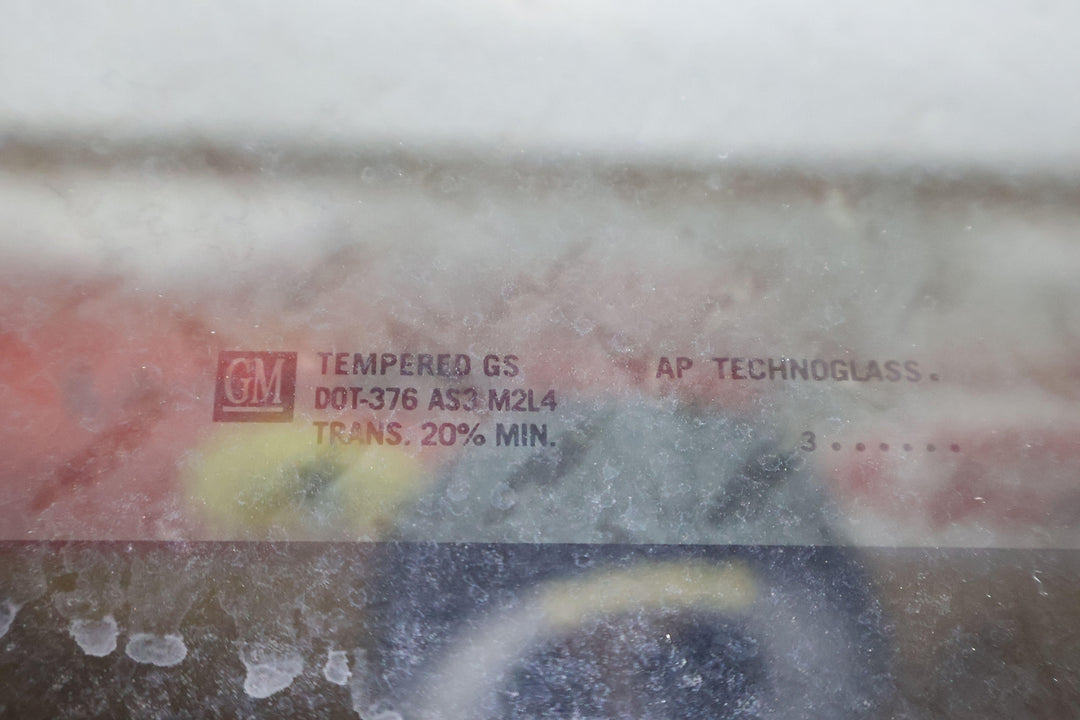 GM
TEMPERED GS
DOT-376 AS3 M2L4
TRANS. 20% MIN.
AP TECHNOGLASS.
3 . . . . . .